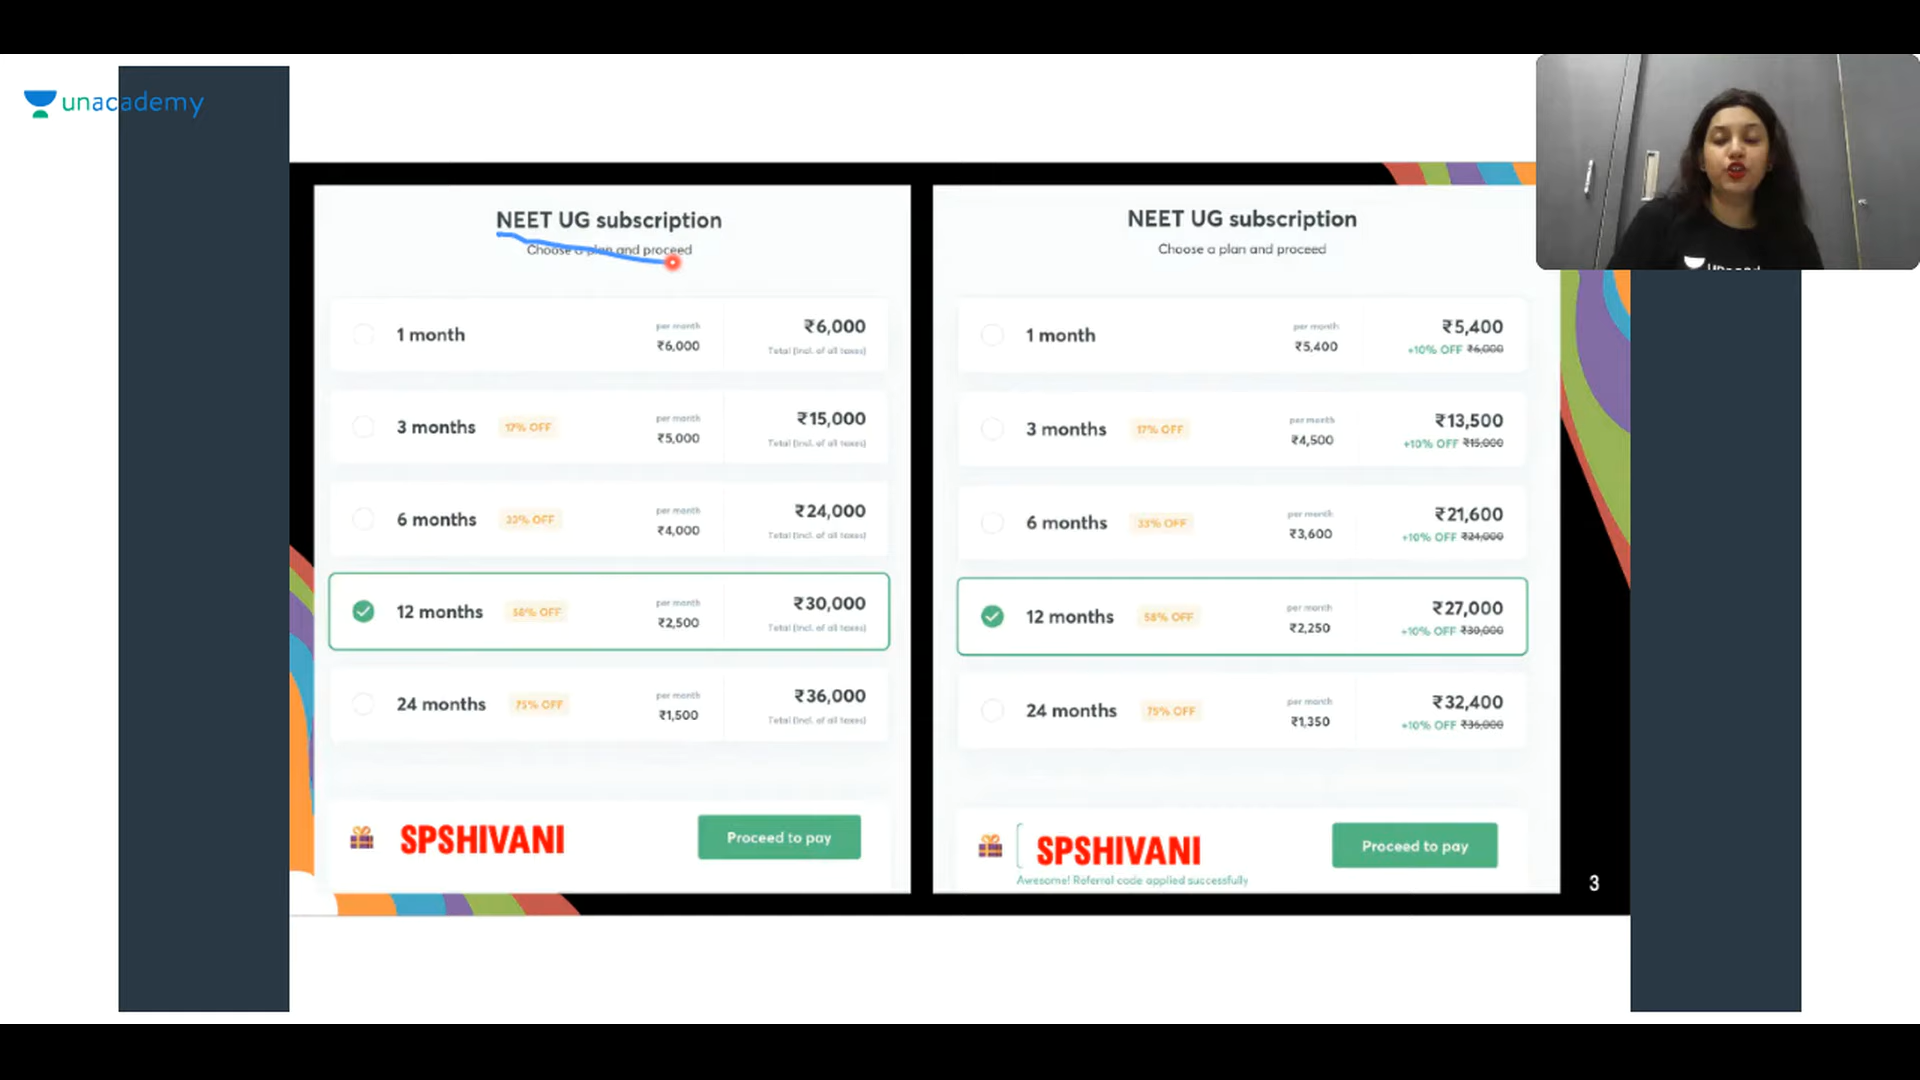 unacademy
NEET UG subscription
Choose a plan and proceed
1 month
per month
₹6,000
₹6,000
Total (Incl. of all taxes)
3 months
17% OFF
per month
₹5,000
₹15,000
Total (Incl. of all taxes)
6 months
33% OFF
per month
₹4,000
₹24,000
Total (Incl. of all taxes)
12 months
58% OFF
per month
₹2,500
₹30,000
Total (Incl. of all taxes)
24 months
75% OFF
per month
₹1,500
₹36,000
Total (Incl. of all taxes)
SPSHIVANI
Proceed to pay
NEET UG subscription
Choose a plan and proceed
1 month
per month
₹5,400
₹5,400
+10% OFF ₹6,000
3 months
17% OFF
per month
₹4,500
₹13,500
+10% OFF ₹15,000
6 months
33% OFF
per month
₹3,600
₹21,600
+10% OFF ₹24,000
12 months
58% OFF
per month
₹2,250
₹27,000
+10% OFF ₹30,000
24 months
75% OFF
per month
₹1,350
₹32,400
+10% OFF ₹36,000
SPSHIVANI
Awesome! Referral code applied successfully
Proceed to pay
3